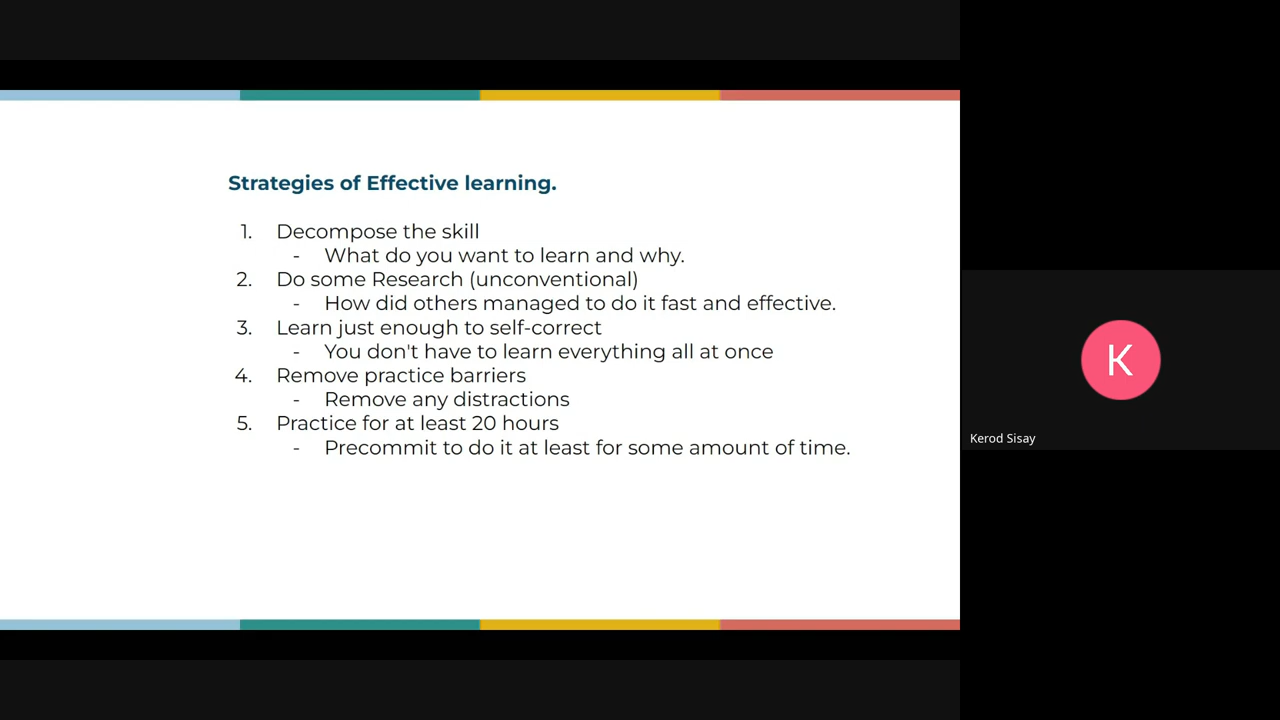 Strategies of Effective learning.
1. Decompose the skill
- What do you want to learn and why.
2. Do some Research (unconventional)
- How did others managed to do it fast and effective.
3. Learn just enough to self-correct
- You don't have to learn everything all at once
4. Remove practice barriers
- Remove any distractions
5. Practice for at least 20 hours
- Precommit to do it at least for some amount of time.
K
Kerod Sisay